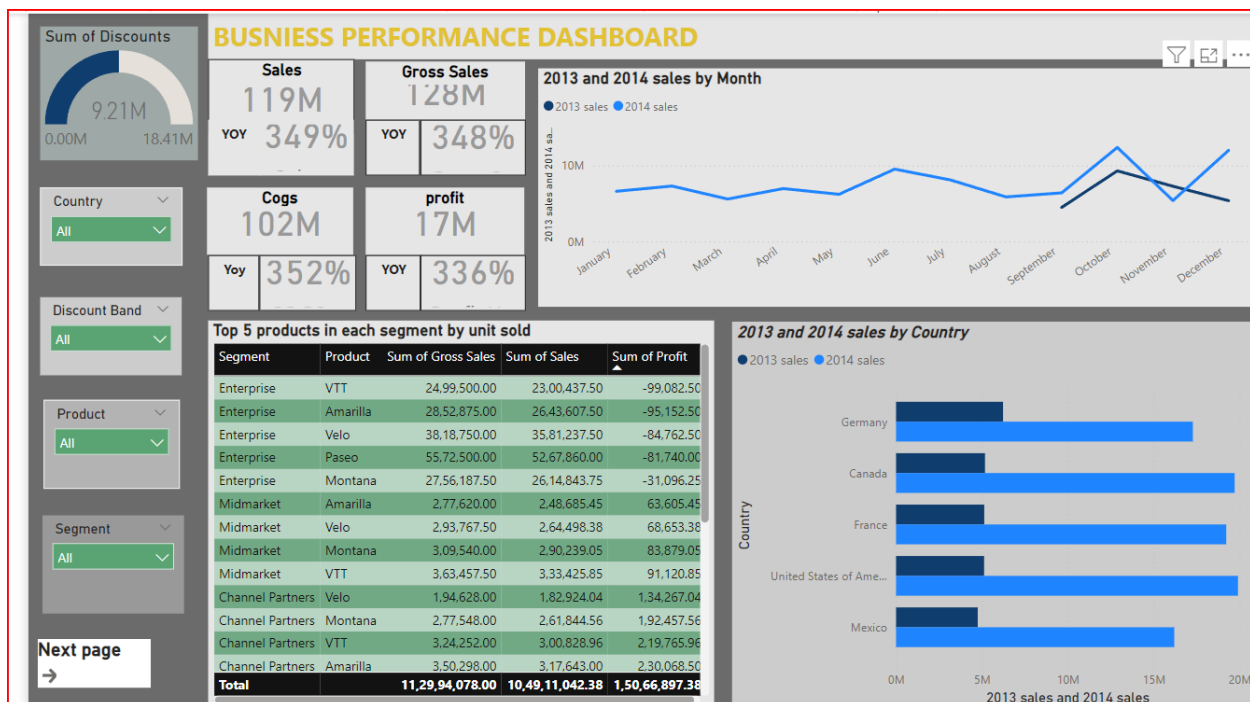 Sum of Discounts
9.21M
0.00M 18.41M
BUSNIESS PERFORMANCE DASHBOARD
Sales
119M
YOY 349%
Gross Sales
128M
YOY 348%
Cogs
102M
Yoy 352%
profit
17M
YOY 336%
2013 and 2014 sales by Month
2013 sales 2014 sales
2013 sales and 2014 sa...
10M
0M
January February March April May June July August September October November December
Country
All
Discount Band
All
Product
All
Segment
All
Next page
Top 5 products in each segment by unit sold
Segment Product Sum of Gross Sales Sum of Sales Sum of Profit
Enterprise VTT 24,99,500.00 23,00,437.50 -99,082.50
Enterprise Amarilla 28,52,875.00 26,43,607.50 -95,152.50
Enterprise Velo 38,18,750.00 35,81,237.50 -84,762.50
Enterprise Paseo 55,72,500.00 52,67,860.00 -81,740.00
Enterprise Montana 27,56,187.50 26,14,843.75 -31,096.25
Midmarket Amarilla 2,77,620.00 2,48,685.45 63,605.45
Midmarket Velo 2,93,767.50 2,64,498.38 68,653.38
Midmarket Montana 3,09,540.00 2,90,239.05 83,879.05
Midmarket VTT 3,63,457.50 3,33,425.85 91,120.85
Channel Partners Velo 1,94,628.00 1,82,924.04 1,34,267.04
Channel Partners Montana 2,77,548.00 2,61,844.56 1,92,457.56
Channel Partners VTT 3,24,252.00 3,00,828.96 2,19,765.96
Channel Partners Amarilla 3,50,298.00 3,17,643.00 2,30,068.50
Total 11,29,94,078.00 10,49,11,042.38 1,50,66,897.38
2013 and 2014 sales by Country
2013 sales 2014 sales
Country
Germany
Canada
France
United States of Ame...
Mexico
0M 5M 10M 15M 20M
2013 sales and 2014 sales